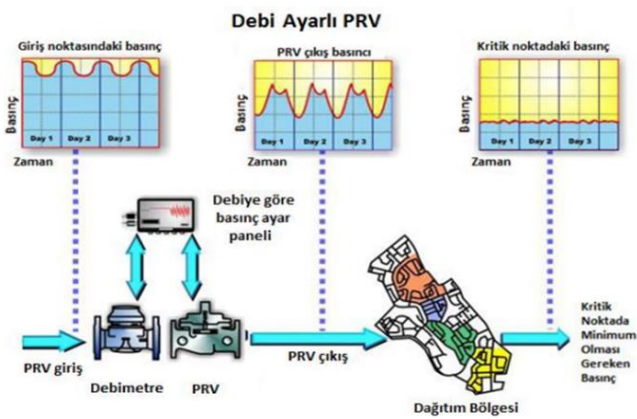 Debi Ayarlı PRV
Giriş noktasındaki basınç
Basınç
Day 1 Day 2 Day 3
Zaman
PRV çıkış basıncı
Basınç
Day 1 Day 2 Day 3
Zaman
Kritik noktadaki basınç
Basınç
Day 1 Day 2 Day 3
Zaman
Debiye göre
basınç ayar
paneli
PRV giriş
Debimetre
PRV
PRV çıkış
Dağıtım Bölgesi
Kritik
Noktada
Minimum
Olması
Gereken
Basınç